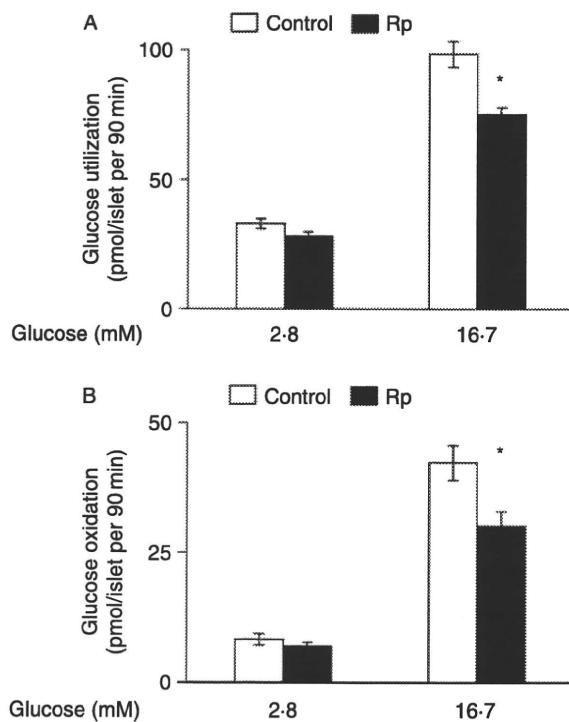 A
Control Rp
100
50
0
Glucose utilization
(pmol/islet per 90 min)
*
Glucose (mM) 2·8 16·7
B
Control Rp
50
25
0
Glucose oxidation
(pmol/islet per 90 min)
*
Glucose (mM) 2·8 16·7